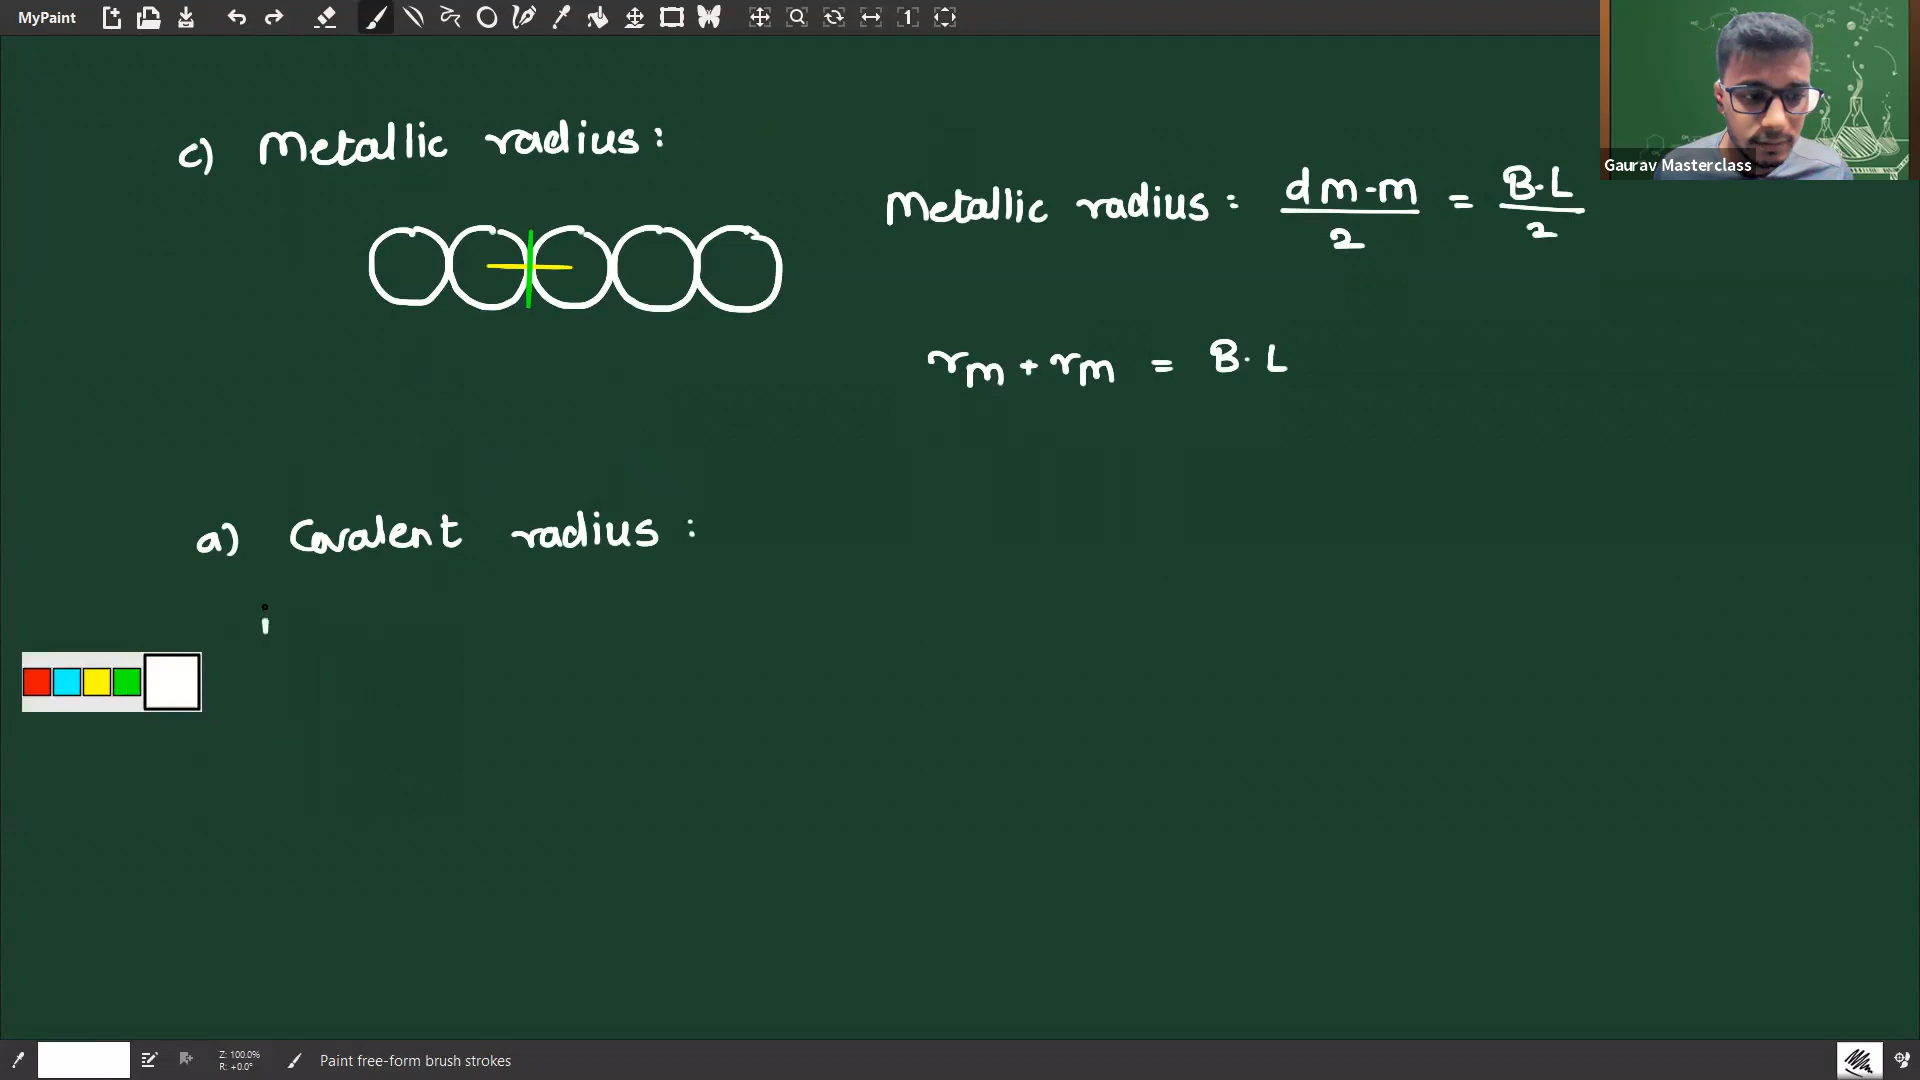 MyPaint
c) Metallic radius :
Metallic radius : dm-m / 2 = B.L / 2
rm + rm = B.L
a) Covalent radius :
i
Gaurav Masterclass
Z: 100.0%
R: +0.0°
Paint free-form brush strokes